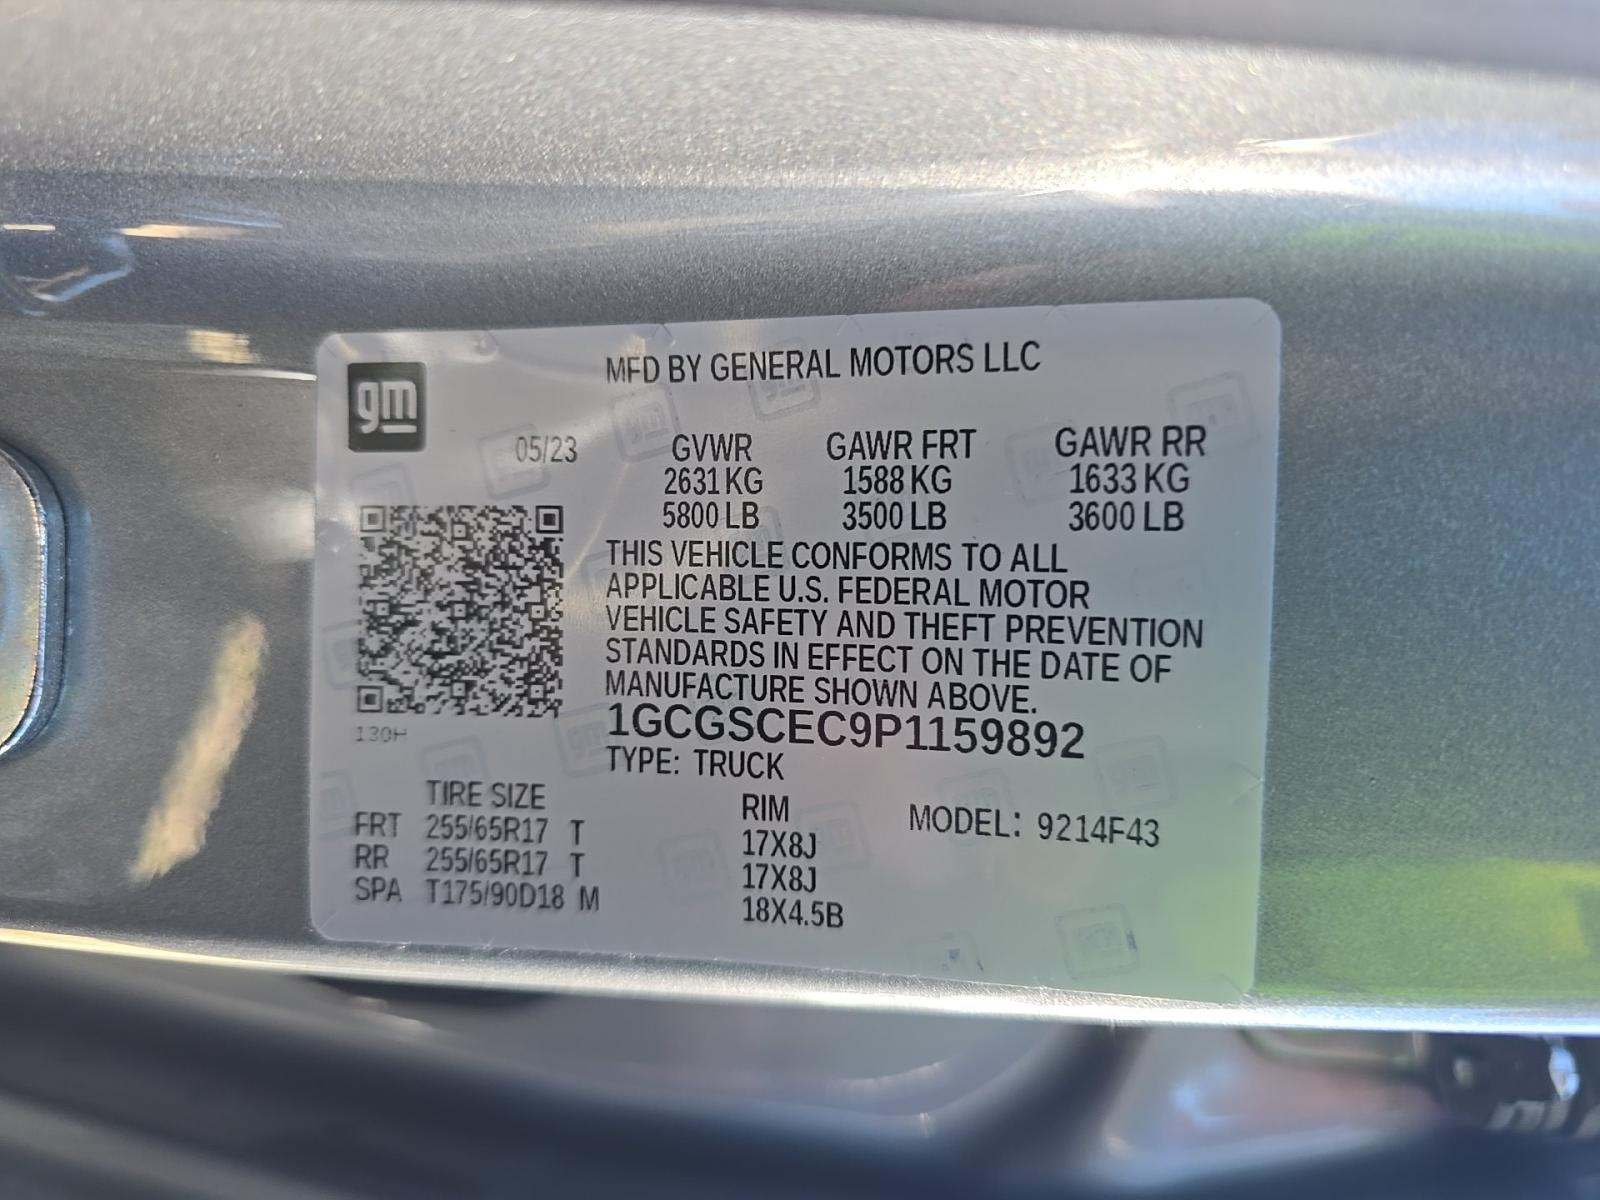 gm
MFD BY GENERAL MOTORS LLC
05/23
GVWR GAWR FRT GAWR RR
2631 KG 1588 KG 1633 KG
5800 LB 3500 LB 3600 LB
THIS VEHICLE CONFORMS TO ALL
APPLICABLE U.S. FEDERAL MOTOR
VEHICLE SAFETY AND THEFT PREVENTION
STANDARDS IN EFFECT ON THE DATE OF
MANUFACTURE SHOWN ABOVE.
1GCGSCEC9P1159892
130H
TYPE: TRUCK
TIRE SIZE RIM MODEL: 9214F43
FRT 255/65R17 T 17X8J
RR 255/65R17 T 17X8J
SPA T175/90D18 M 18X4.5B